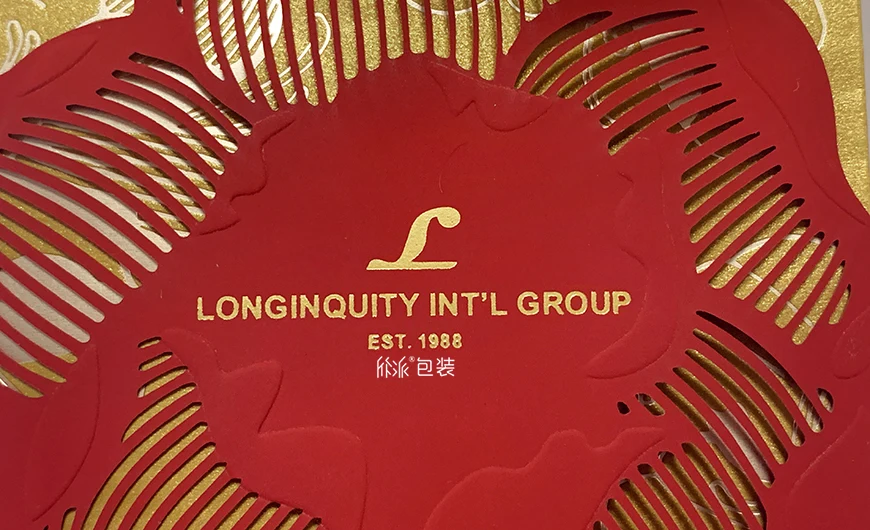 LONGINQUITY INT'L GROUP
EST. 1988
包装